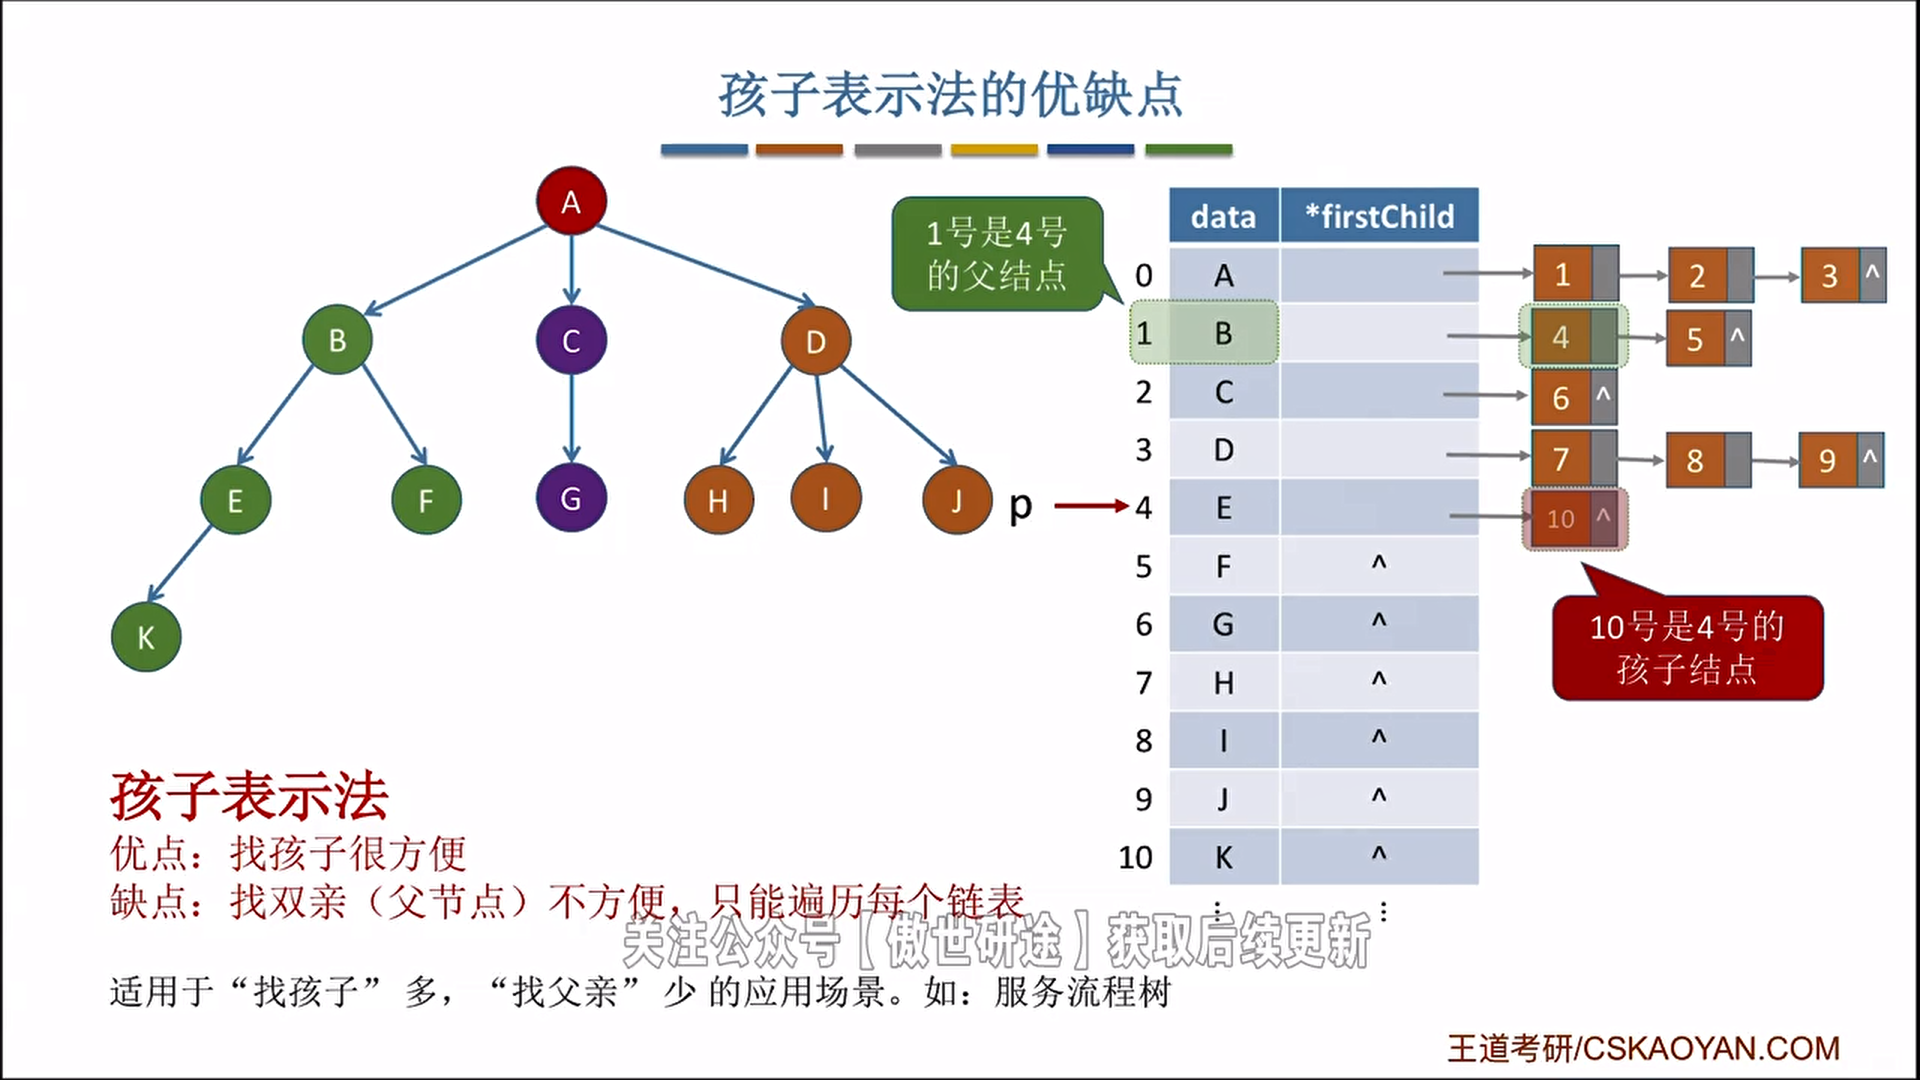 孩子表示法的优缺点
A
B
C
D
E
F
G
H
I
J
K
p
1号是4号
的父结点
data *firstChild
0 A 1 2 3 ^
1 B 4 5 ^
2 C 6 ^
3 D 7 8 9 ^
4 E 10 ^
5 F ^
6 G ^
7 H ^
8 I ^
9 J ^
10 K ^
⋮ ⋮
10号是4号的
孩子结点
孩子表示法
优点：找孩子很方便
缺点：找双亲（父节点）不方便，只能遍历每个链表
关注公众号【傲世研途】获取后续更新
适用于“找孩子” 多，“找父亲” 少 的应用场景。如：服务流程树
王道考研/CSKAOYAN.COM